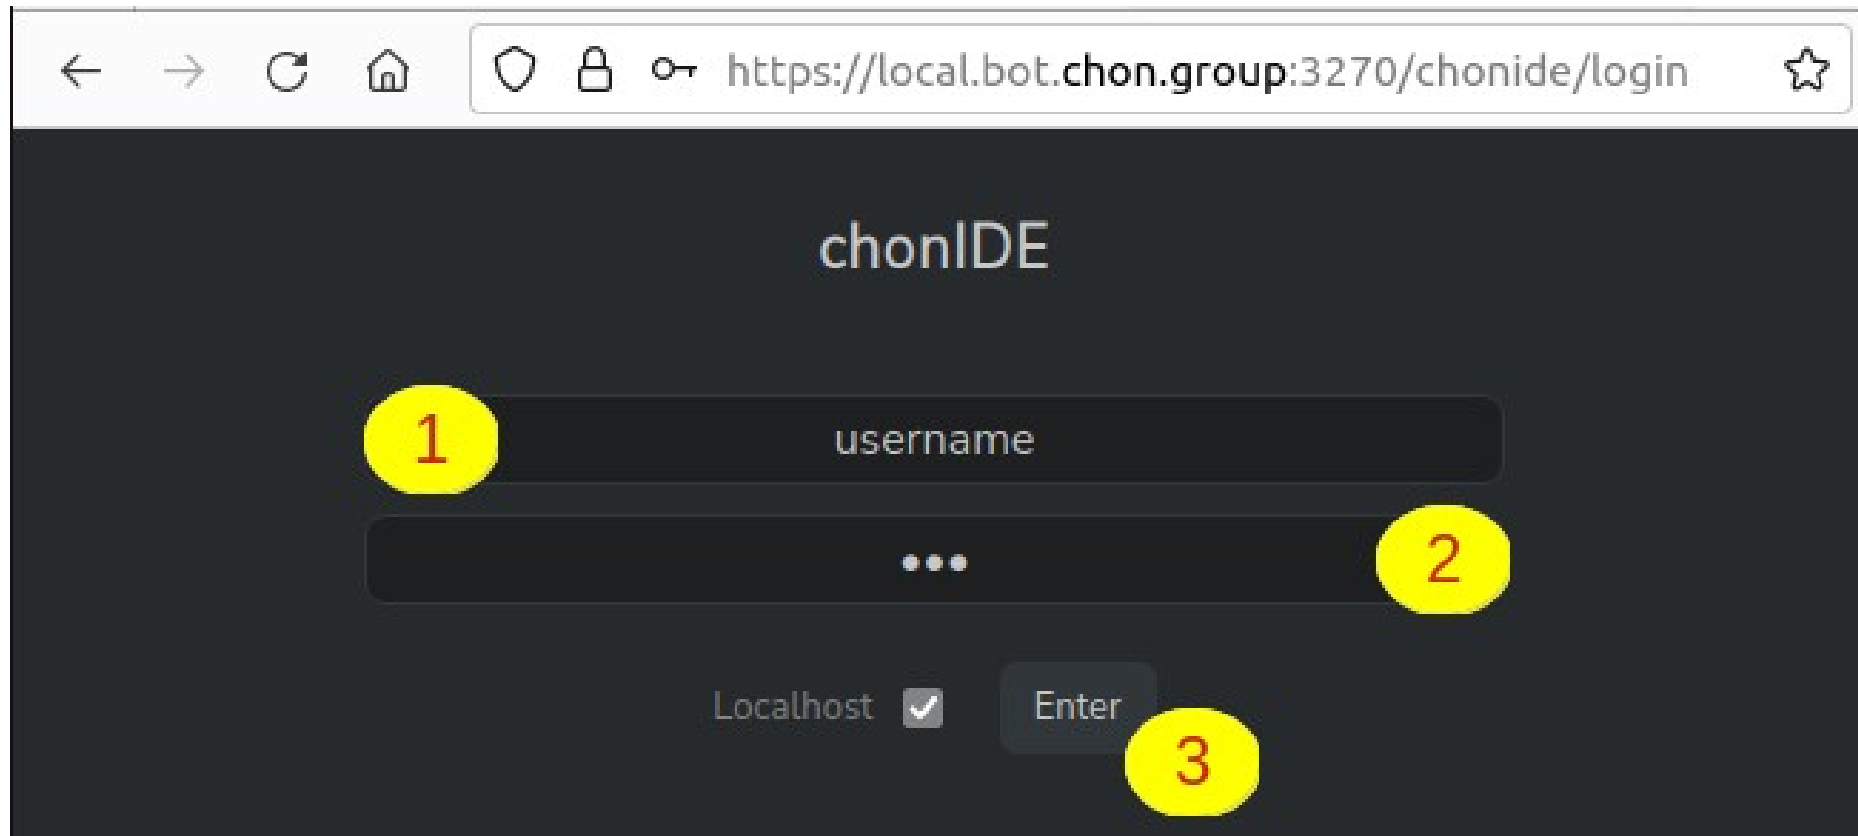 https://local.bot.chon.group:3270/chonide/login
chonIDE
1 username
••• 2
Localhost Enter
3